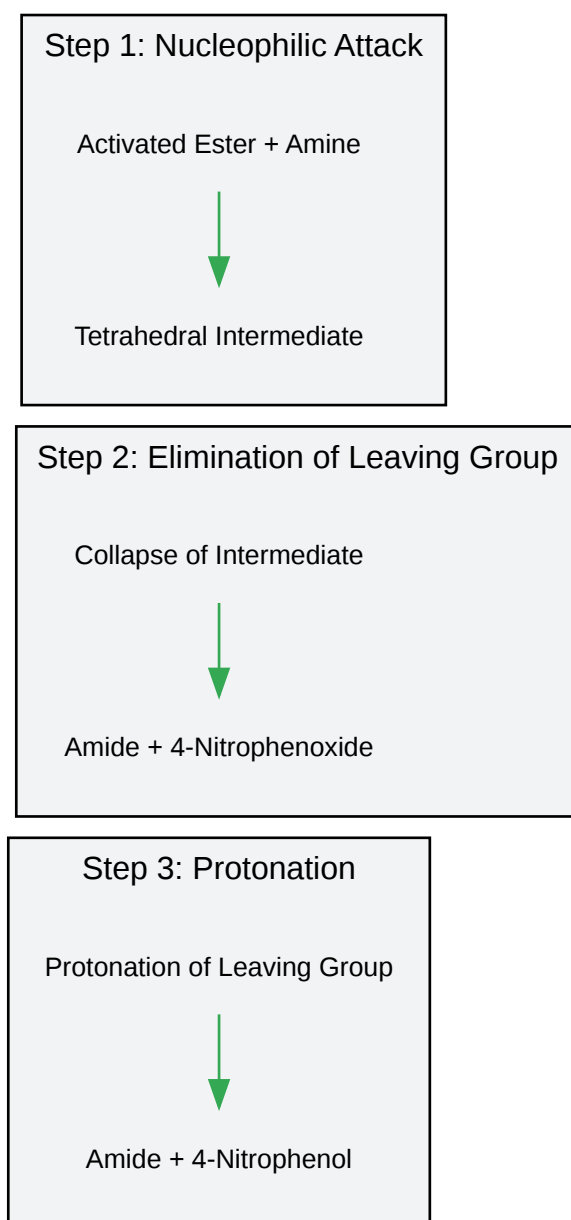 Step 1: Nucleophilic Attack
Activated Ester + Amine
Tetrahedral Intermediate
Step 2: Elimination of Leaving Group
Collapse of Intermediate
Amide + 4-Nitrophenoxide
Step 3: Protonation
Protonation of Leaving Group
Amide + 4-Nitrophenol